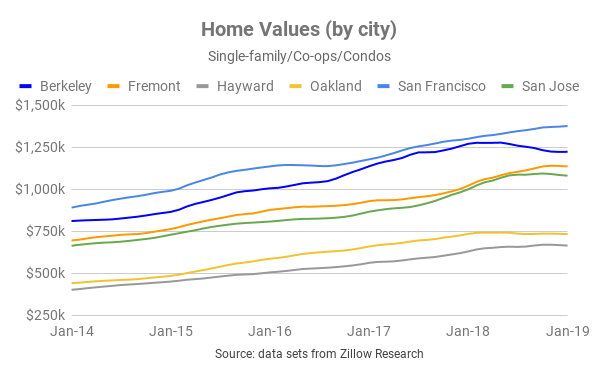 Home Values (by city)
Single-family/Co-ops/Condos
Berkeley Fremont Hayward Oakland San Francisco San Jose
$1,500k
$1,250k
$1,000k
$750k
$500k
$250k
Jan-14 Jan-15 Jan-16 Jan-17 Jan-18 Jan-19
Source: data sets from Zillow Research